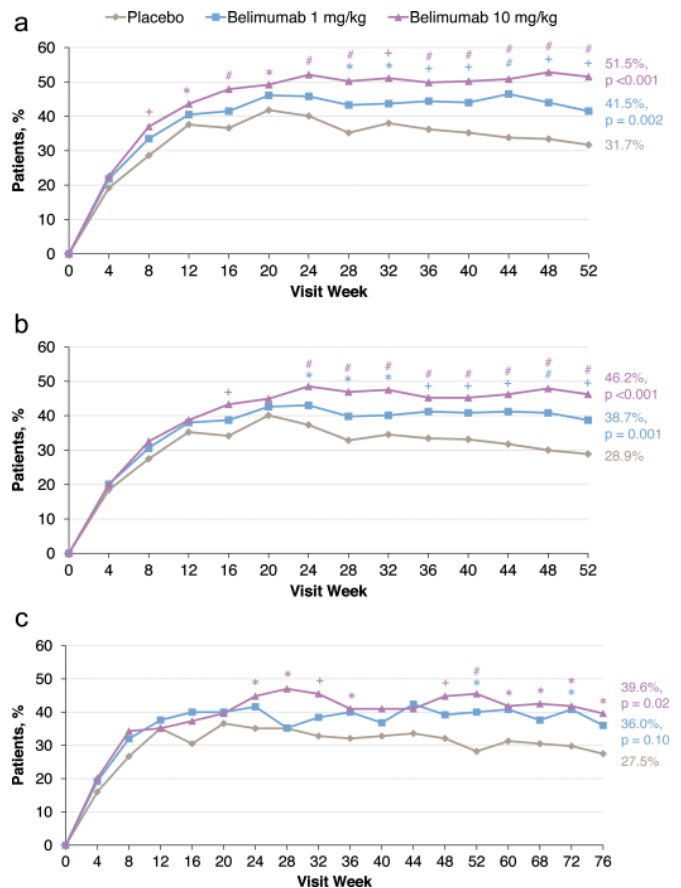 Placebo Belimumab 1 mg/kg Belimumab 10 mg/kg
a
60
50
40
30
20
10
0
Patients, %
+ * # * # # + # # # # #
* * + + # + +
51.5%,
p <0.001
41.5%,
p = 0.002
31.7%
0 4 8 12 16 20 24 28 32 36 40 44 48 52
Visit Week
b
60
50
40
30
20
10
0
Patients, %
+ # # # # # # # #
* * * + + + # +
46.2%,
p <0.001
38.7%,
p = 0.001
28.9%
0 4 8 12 16 20 24 28 32 36 40 44 48 52
Visit Week
c
60
50
40
30
20
10
0
Patients, %
* * + * + # * * * *
* *
39.6%,
p = 0.02
36.0%,
p = 0.10
27.5%
0 4 8 12 16 20 24 28 32 36 40 44 48 52 60 68 72 76
Visit Week